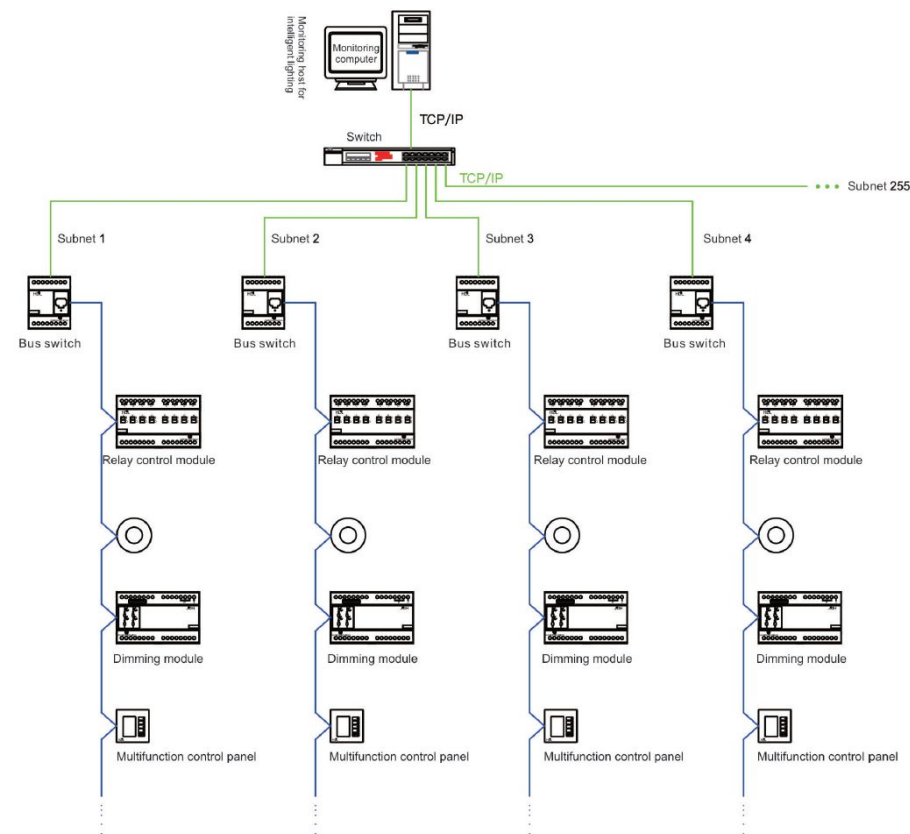 Monitoring host for
intelligent lighting
Monitoring
computer
TCP/IP
Switch
TCP/IP
Subnet 255
Subnet 1
Subnet 2
Subnet 3
Subnet 4
Bus switch
Bus switch
Bus switch
Bus switch
Relay control module
Relay control module
Relay control module
Relay control module
Dimming module
Dimming module
Dimming module
Dimming module
Multifunction control panel
Multifunction control panel
Multifunction control panel
Multifunction control panel